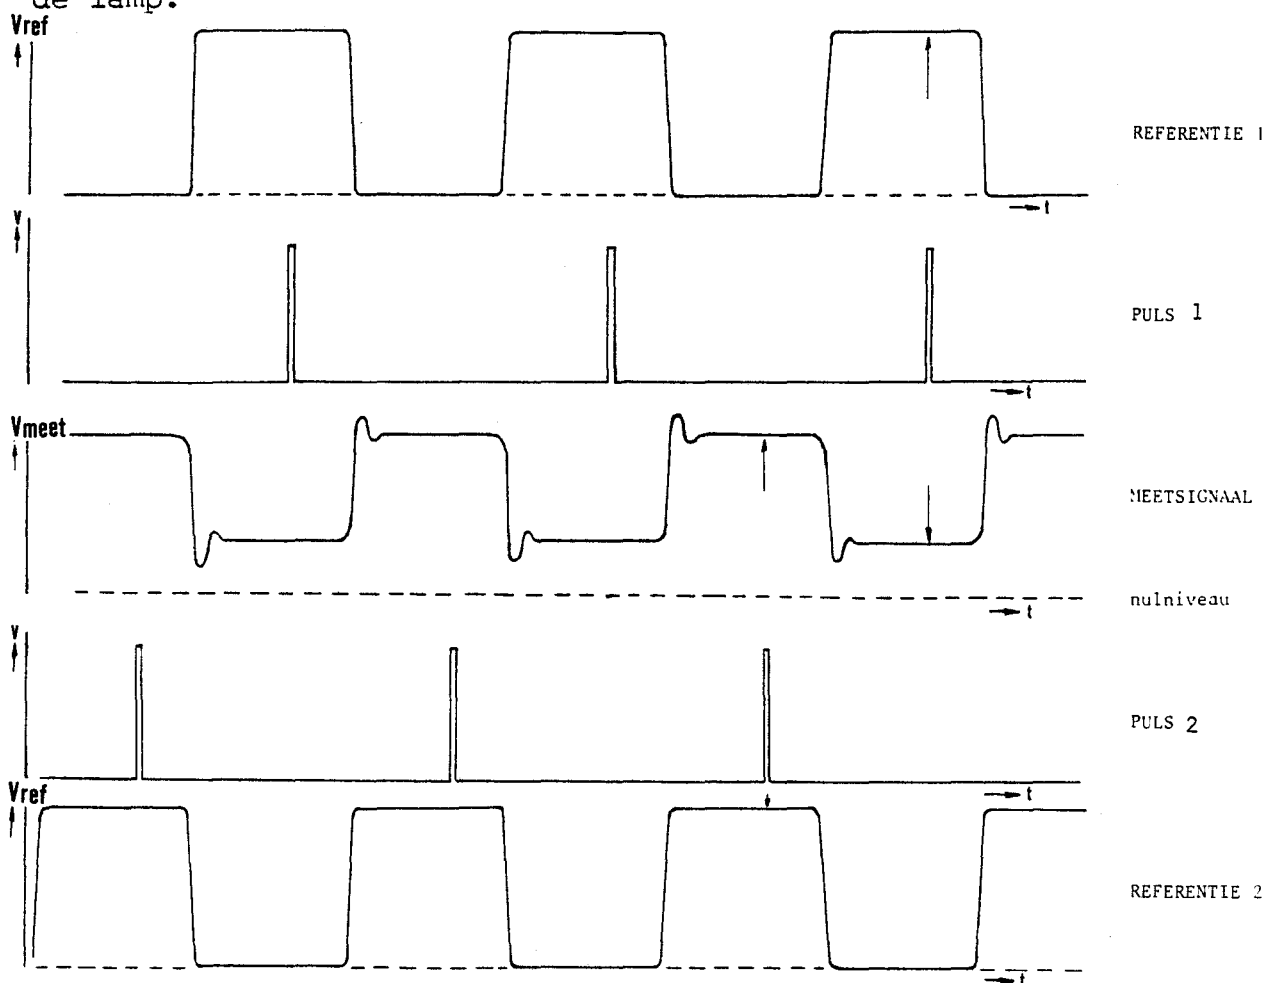 de lamp.
Vref
REFERENTIE 1
t
V
PULS 1
t
Vmeet
MEETSIGNAAL
nulniveau
t
V
PULS 2
t
Vref
REFERENTIE 2
t